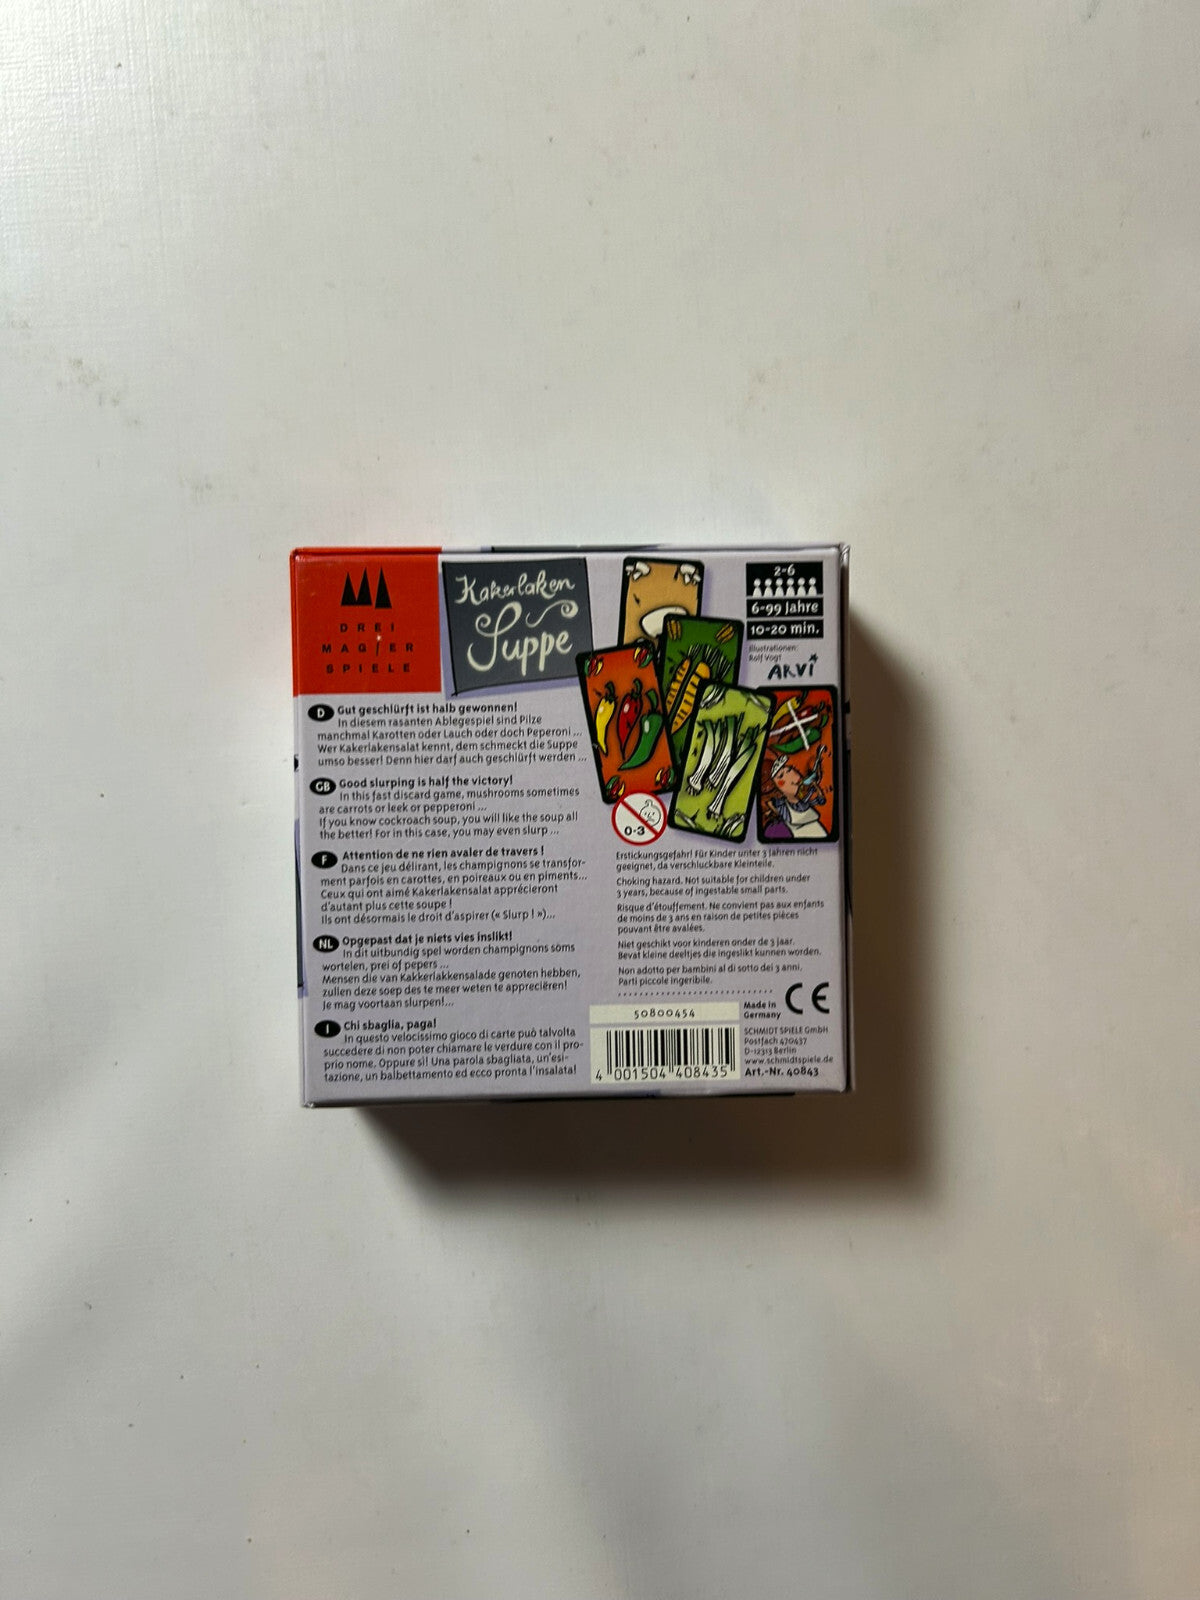 DREI
MAGIER
SPIELE
Kakerlaken
Suppe
2-6
6-99 Jahre
10-20 min.
Illustrationen:
Rolf Vogt
ARVI
D Gut geschlürft ist halb gewonnen!
In diesem rasanten Ablegespiel sind Pilze
manchmal Karotten oder Lauch oder doch Peperoni ...
Wer Kakerlakensalat kennt, dem schmeckt die Suppe
umso besser! Denn hier darf auch geschlürft werden ...
GB Good slurping is half the victory!
In this fast discard game, mushrooms sometimes
are carrots or leek or pepperoni ...
If you know cockroach soup, you will like the soup all
the better! For in this case, you may even slurp ...
F Attention de ne rien avaler de travers !
Dans ce jeu délirant, les champignons se transfor-
ment parfois en carottes, en poireaux ou en piments...
Ceux qui ont aimé Kakerlakensalat apprécieront
d'autant plus cette soupe !
Ils ont désormais le droit d'aspirer (« Slurp ! »)...
NL Opgepast dat je niets vies inslikt!
In dit uitbundig spel worden champignons soms
wortelen, prei of pepers ...
Mensen die van Kakkerlakkensalade genoten hebben,
zullen deze soep des te meer weten te appreciëren!
Je mag voortaan slurpen!...
I Chi sbaglia, paga!
In questo velocissimo gioco di carte può talvolta
succedere di non poter chiamare le verdure con il pro-
prio nome. Oppure sì! Una parola sbagliata, un'esi-
tazione, un balbettamento ed ecco pronta l'insalata!
0-3
Erstickungsgefahr! Für Kinder unter 3 Jahren nicht
geeignet, da verschluckbare Kleinteile.
Choking hazard. Not suitable for children under
3 years, because of ingestable small parts.
Risque d'étouffement. Ne convient pas aux enfants
de moins de 3 ans en raison de petites pièces
pouvant être avalées.
Niet geschikt voor kinderen onder de 3 jaar.
Bevat kleine deeltjes die ingeslikt kunnen worden.
Non adotto per bambini al di sotto dei 3 anni.
Parti piccole ingeribile.
50800454
Made in
Germany
CE
4 001504 408435
SCHMIDT SPIELE GmbH
Postfach 470437
D-12313 Berlin
www.schmidtspiele.de
Art.-Nr. 40843